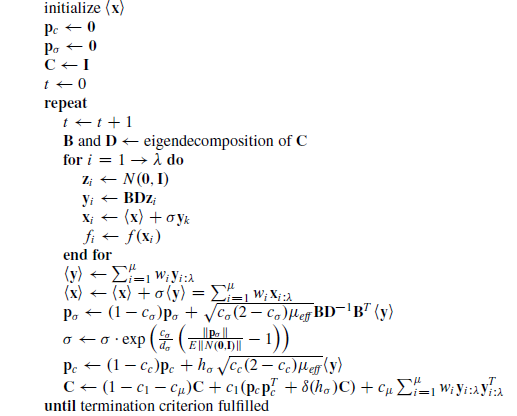 initialize ⟨x⟩
p_c ← 0
p_σ ← 0
C ← I
t ← 0
repeat
t ← t + 1
B and D ← eigendecomposition of C
for i = 1 → λ do
z_i ← N(0, I)
y_i ← BDz_i
x_i ← ⟨x⟩ + σy_k
f_i ← f(x_i)
end for
⟨y⟩ ← ∑_{i=1}^{μ} w_i y_{i:λ}
⟨x⟩ ← ⟨x⟩ + σ⟨y⟩ = ∑_{i=1}^{μ} w_i x_{i:λ}
p_σ ← (1 − c_σ)p_σ + √(c_σ(2 − c_σ)μ_eff) BD^{−1}B^T ⟨y⟩
σ ← σ · exp( c_σ/d_σ ( ‖p_σ‖ / E‖N(0,I)‖ − 1 ) )
p_c ← (1 − c_c)p_c + h_σ √(c_c(2 − c_c)μ_eff) ⟨y⟩
C ← (1 − c_1 − c_μ)C + c_1(p_c p_c^T + δ(h_σ)C) + c_μ ∑_{i=1}^{μ} w_i y_{i:λ} y_{i:λ}^T
until termination criterion fulfilled